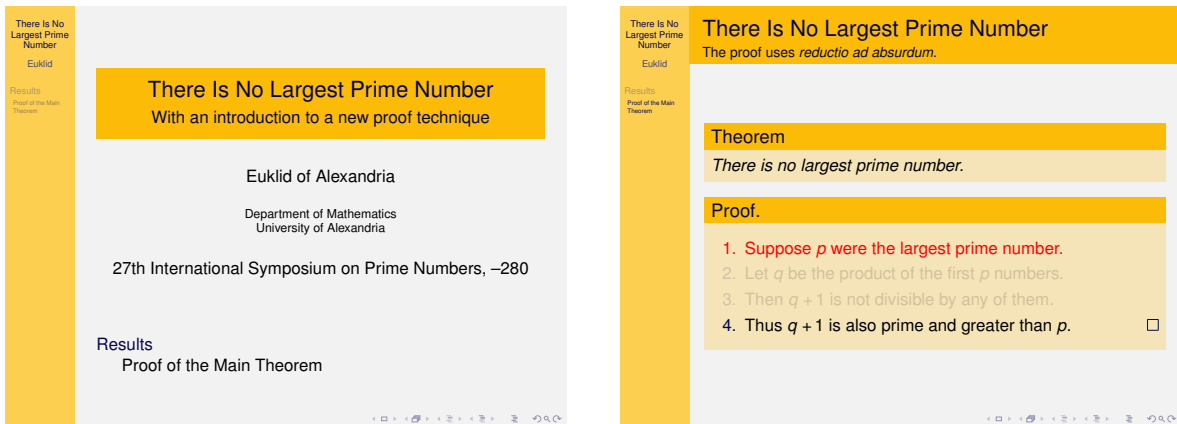 There Is No
Largest Prime
Number
Euklid
Results
Proof of the Main
Theorem
There Is No Largest Prime Number
With an introduction to a new proof technique
Euklid of Alexandria
Department of Mathematics
University of Alexandria
27th International Symposium on Prime Numbers, –280
Results
Proof of the Main Theorem
There Is No
Largest Prime
Number
Euklid
Results
Proof of the Main
Theorem
There Is No Largest Prime Number
The proof uses reductio ad absurdum.
Theorem
There is no largest prime number.
Proof.
1. Suppose p were the largest prime number.
2. Let q be the product of the first p numbers.
3. Then q + 1 is not divisible by any of them.
4. Thus q + 1 is also prime and greater than p. □